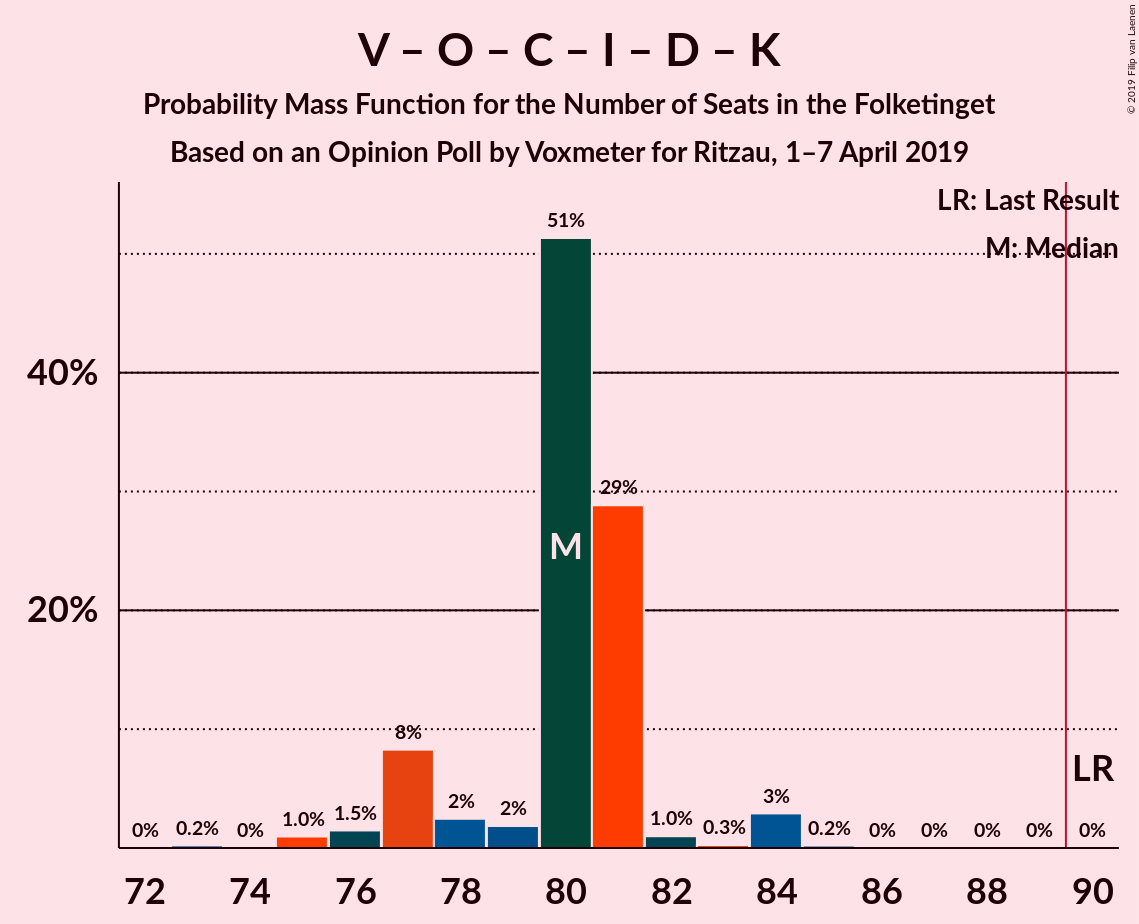 V – O – C – I – D – K
Probability Mass Function for the Number of Seats in the Folketinget
Based on an Opinion Poll by Voxmeter for Ritzau, 1–7 April 2019
© 2019 Filip van Laenen
LR: Last Result
M: Median
51%
40%
29%
M
20%
8%
LR
3%
2%
2%
1.5%
1.0%
1.0%
0%
0.2%
0%
0.3%
0.2%
0%
0%
0%
0%
0%
72 74 76 78 80 82 84 86 88 90